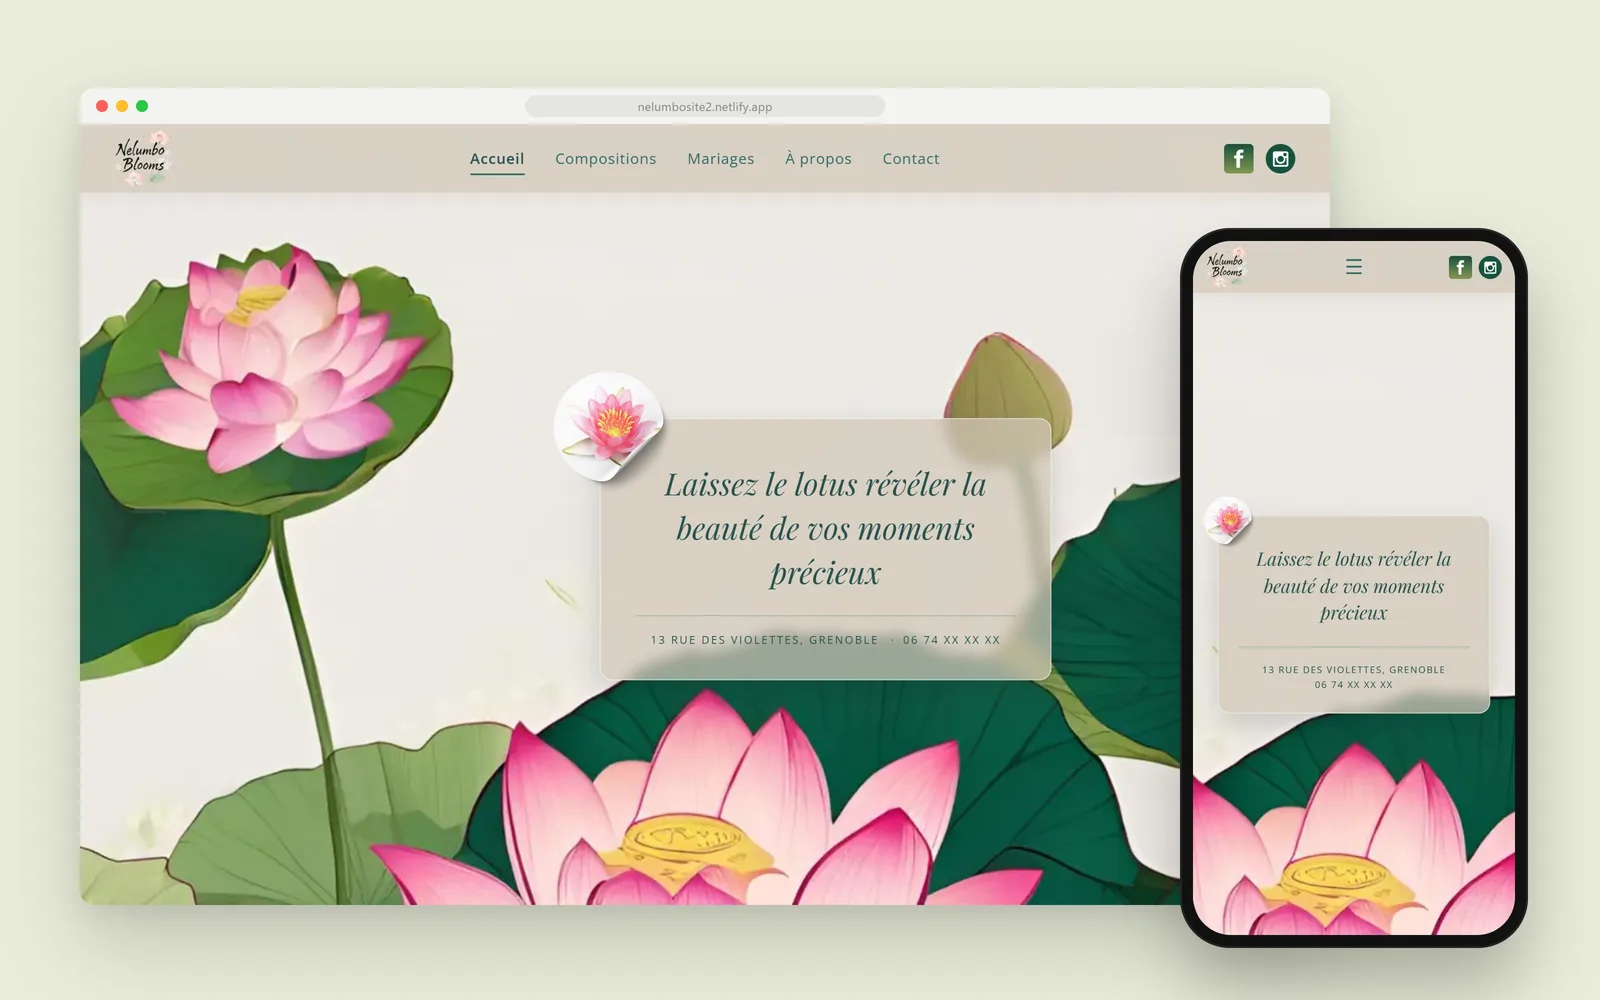 nelumbosite2.netlify.app
Nelumbo
Blooms
Accueil Compositions Mariages À propos Contact
f
Laissez le lotus révéler la
beauté de vos moments
précieux
13 RUE DES VIOLETTES, GRENOBLE · 06 74 XX XX XX
Nelumbo
Blooms
f
Laissez le lotus révéler la
beauté de vos moments
précieux
13 RUE DES VIOLETTES, GRENOBLE
06 74 XX XX XX